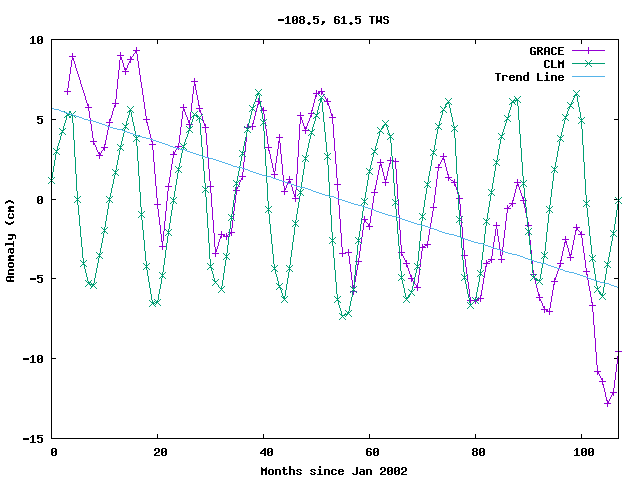 -108.5, 61.5 TWS
GRACE
CLM
Trend Line
10
5
0
-5
-10
-15
Anomaly (cm)
0 20 40 60 80 100
Months since Jan 2002